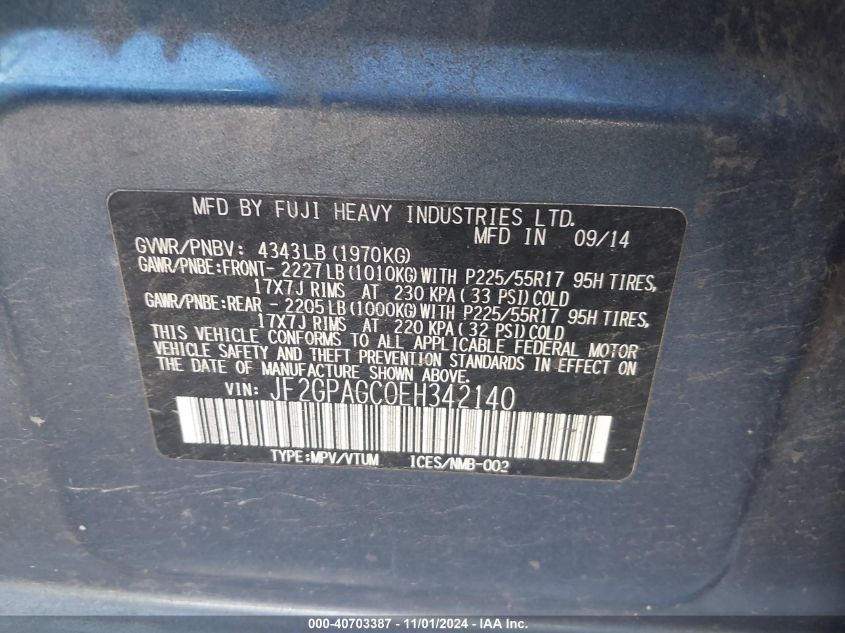 MFD BY FUJI HEAVY INDUSTRIES LTD.
MFD IN 09/14
GVWR/PNBV: 4343LB (1970KG)
GAWR/PNBE:FRONT- 2227LB(1010KG)WITH P225/55R17 95H TIRES,
17X7J RIMS AT 230 KPA( 33 PSI)COLD
GAWR/PNBE:REAR - 2205LB(1000KG)WITH P225/55R17 95H TIRES,
17X7J RIMS AT 220 KPA( 32 PSI)COLD
THIS VEHICLE CONFORMS TO ALL APPLICABLE FEDERAL MOTOR
VEHICLE SAFETY AND THEFT PREVENTION STANDARDS IN EFFECT ON
THE DATE OF MANUFACTURE SHOWN ABOVE.
VIN: JF2GPAGC0EH342140
TYPE:MPV/VTUM ICES/NMB-002
000-40703387 - 11/01/2024 - IAA Inc.